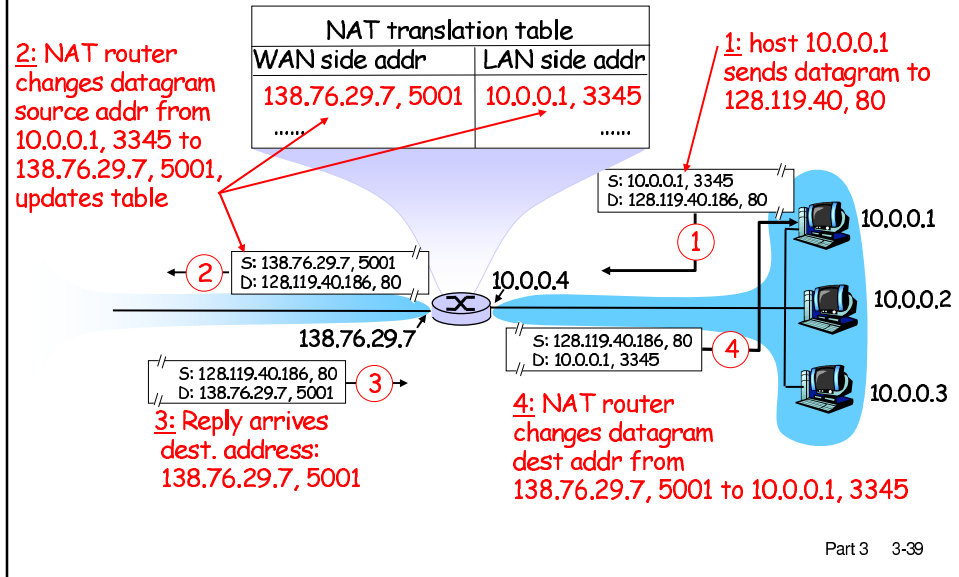 NAT translation table
WAN side addr LAN side addr
138.76.29.7, 5001 10.0.0.1, 3345
...... ......
2: NAT router
changes datagram
source addr from
10.0.0.1, 3345 to
138.76.29.7, 5001,
updates table
1: host 10.0.0.1
sends datagram to
128.119.40, 80
S: 10.0.0.1, 3345
D: 128.119.40.186, 80
1
10.0.0.1
S: 138.76.29.7, 5001
D: 128.119.40.186, 80
2
10.0.0.4
10.0.0.2
138.76.29.7
S: 128.119.40.186, 80
D: 10.0.0.1, 3345
4
S: 128.119.40.186, 80
D: 138.76.29.7, 5001
3
10.0.0.3
3: Reply arrives
dest. address:
138.76.29.7, 5001
4: NAT router
changes datagram
dest addr from
138.76.29.7, 5001 to 10.0.0.1, 3345
Part 3 3-39